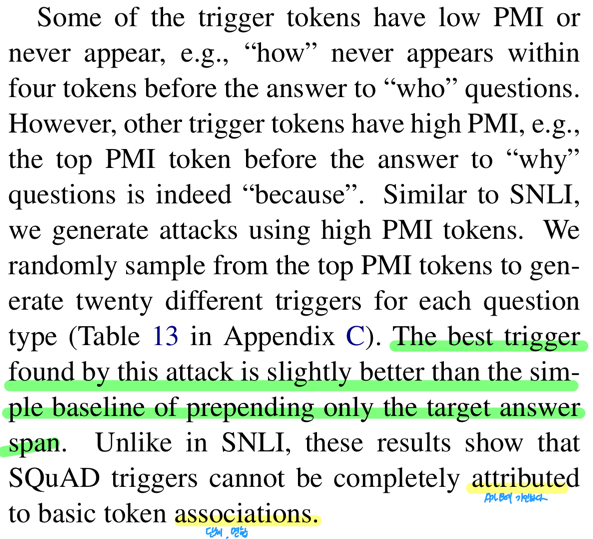 Some of the trigger tokens have low PMI or
never appear, e.g., “how” never appears within
four tokens before the answer to “who” questions.
However, other trigger tokens have high PMI, e.g.,
the top PMI token before the answer to “why”
questions is indeed “because”. Similar to SNLI,
we generate attacks using high PMI tokens. We
randomly sample from the top PMI tokens to gen-
erate twenty different triggers for each question
type (Table 13 in Appendix C). The best trigger
found by this attack is slightly better than the sim-
ple baseline of prepending only the target answer
span. Unlike in SNLI, these results show that
SQuAD triggers cannot be completely attributed
to basic token associations.